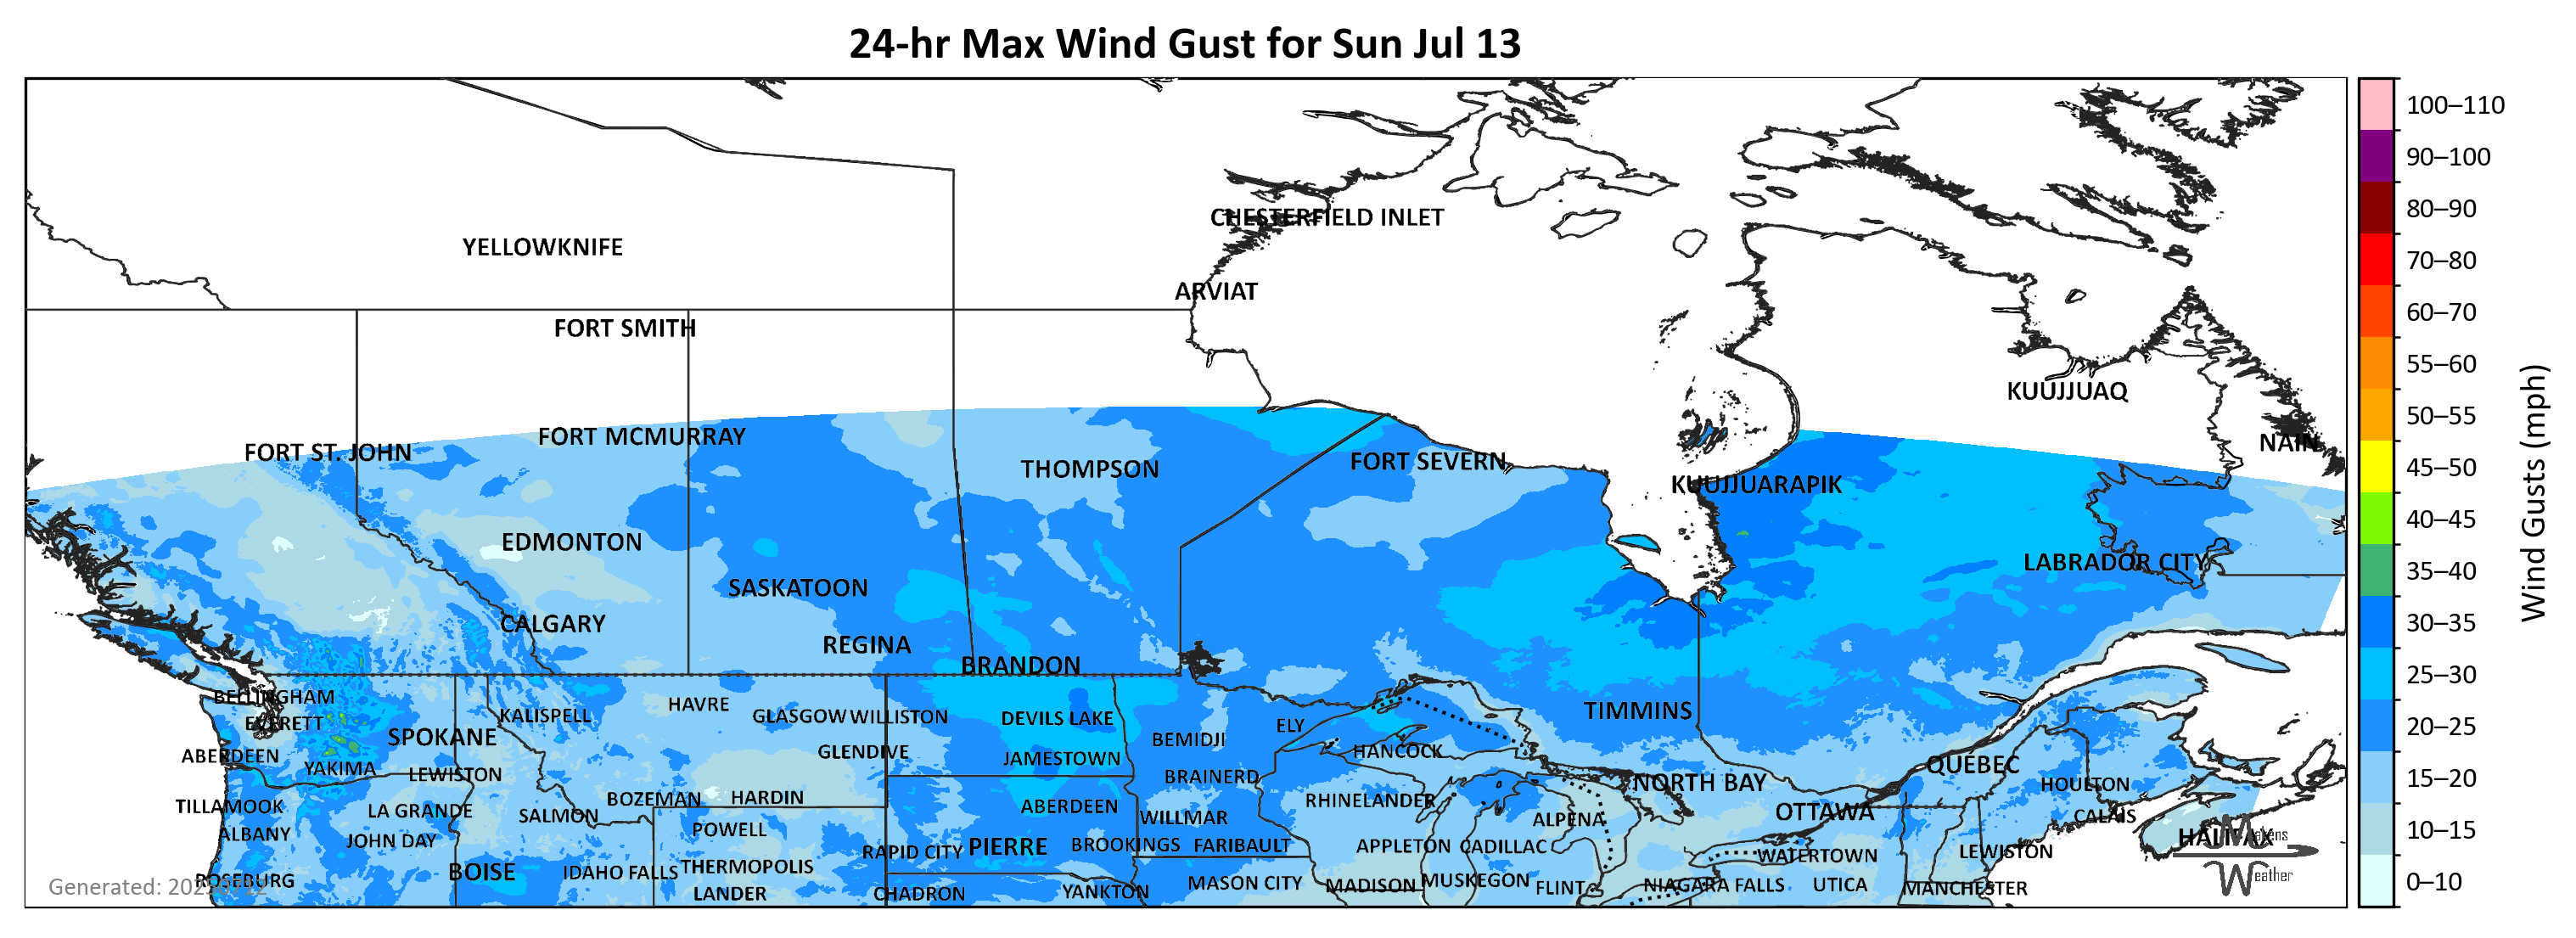 24-hr Max Wind Gust for Sun Jul 13
100–110
90–100
80–90
70–80
60–70
55–60
50–55
45–50
40–45
35–40
30–35
25–30
20–25
15–20
10–15
0–10
Wind Gusts (mph)
CHESTERFIELD INLET
YELLOWKNIFE
ARVIAT
FORT SMITH
KUUJJUAQ
FORT MCMURRAY
NAIN
FORT ST. JOHN
FORT SEVERN
THOMPSON
KUUJJUARAPIK
EDMONTON
LABRADOR CITY
SASKATOON
CALGARY
REGINA
BRANDON
BELLINGHAM
HAVRE
TIMMINS
KALISPELL
GLASGOW
WILLISTON
DEVILS LAKE
EVERETT
ELY
SPOKANE
BEMIDJI
HANCOCK
GLENDIVE
ABERDEEN
JAMESTOWN
QUÉBEC
YAKIMA
LEWISTON
BRAINERD
NORTH BAY
HOULTON
BOZEMAN
HARDIN
RHINELANDER
TILLAMOOK
ABERDEEN
LA GRANDE
OTTAWA
SALMON
CALAIS
WILLMAR
ALPENA
POWELL
ALBANY
HALIFAX
JOHN DAY
PIERRE
BROOKINGS
FARIBAULT
APPLETON
CADILLAC
RAPID CITY
LEWISTON
WATERTOWN
THERMOPOLIS
BOISE
IDAHO FALLS
ROSEBURG
MUSKEGON
MASON CITY
MADISON
NIAGARA FALLS
UTICA
FLINT
MANCHESTER
YANKTON
LANDER
CHADRON
Makens
Weather
Generated: